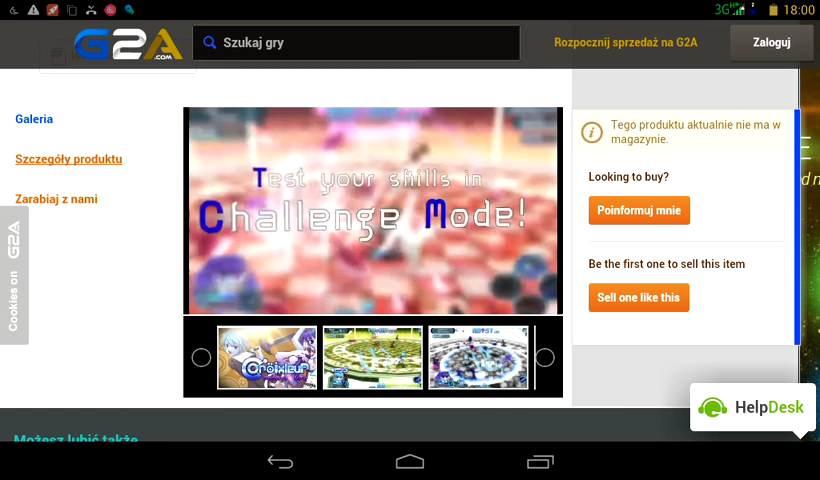 3G
18:00
G2A
.COM
Szukaj gry
Rozpocznij sprzedaż na G2A
Zaloguj
Galeria
Szczegóły produktu
Zarabiaj z nami
Cookies on G2A
Test your skills in
Challenge Mode!
Croixleur
Tego produktu aktualnie nie ma w
magazynie.
Looking to buy?
Poinformuj mnie
Be the first one to sell this item
Sell one like this
HelpDesk
Możesz lubić także